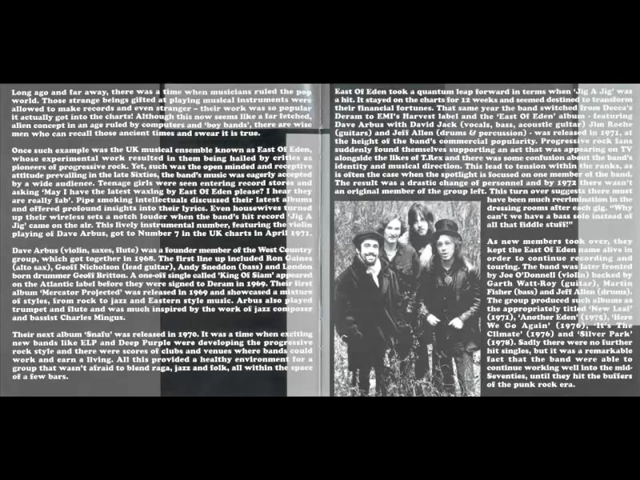 Long ago and far away, there was a time when musicians ruled the pop
world. Those strange beings gifted at playing musical instruments were
allowed to make records and even stranger – their work was so popular
it actually got into the charts! Although this now seems like a far fetched,
alien concept in an age ruled by computers and 'boy bands', there are wise
men who can recall those ancient times and swear it is true.
Once such example was the UK musical ensemble known as East Of Eden,
whose experimental work resulted in them being hailed by critics as
pioneers of progressive rock. Yet, such was the open minded and receptive
attitude prevailing in the late Sixties, the band's music was eagerly accepted
by a wide audience. Teenage girls were seen entering record stores and
asking 'May I have the latest waxing by East Of Eden please? I hear they
are really fab'. Pipe smoking intellectuals discussed their latest albums
and offered profound insights into their lyrics. Even housewives turned
up their wireless sets a notch louder when the band's hit record 'Jig A
Jig' came on the air. This lively instrumental number, featuring the violin
playing of Dave Arbus, got to Number 7 in the UK charts in April 1971.
Dave Arbus (violin, saxes, flute) was a founder member of the West Country
group, which got together in 1968. The first line up included Ron Gaines
(alto sax), Geoff Nicholson (lead guitar), Andy Sneddon (bass) and London
born drummer Geoff Britton. A one-off single called 'King Of Siam' appeared
on the Atlantic label before they were signed to Deram in 1969. Their first
album 'Mercator Projected' was released in 1969 and showcased a mixture
of styles, from rock to jazz and Eastern style music. Arbus also played
trumpet and flute and was much inspired by the work of jazz composer
and bassist Charles Mingus.
Their next album 'Snafu' was released in 1970. It was a time when exciting
new bands like ELP and Deep Purple were developing the progressive
rock style and there were scores of clubs and venues where bands could
work and earn a living. All this provided a healthy environment for a
group that wasn't afraid to blend raga, jazz and folk, all within the space
of a few bars.
East Of Eden took a quantum leap forward in terms when 'Jig A Jig' was
a hit. It stayed on the charts for 12 weeks and seemed destined to transform
their financial fortunes. That same year the band switched from Decca's
Deram to EMI's Harvest label and the 'East Of Eden' album - featuring
Dave Arbus with David Jack (vocals, bass, acoustic guitar) Jim Roche
(guitars) and Jeff Allen (drums & percussion) - was released in 1971, at
the height of the band's commercial popularity. Progressive rock fans
suddenly found themselves supporting an act that was appearing on TV
alongside the likes of T.Rex and there was some confusion about the band's
identity and musical direction. This lead to tension within the ranks, as
is often the case when the spotlight is focused on one member of the band.
The result was a drastic change of personnel and by 1972 there wasn't
an original member of the group left. This turn over suggests there must
have been much recrimination in the
dressing rooms after each gig. "Why
can't we have a bass solo instead of
all that fiddle stuff!"
As new members took over, they
kept the East Of Eden name alive in
order to continue recording and
touring. The band was later fronted
by Joe O'Donnell (violin) backed by
Garth Watt-Roy (guitar), Martin
Fisher (bass) and Jeff Allen (drums).
The group produced such albums as
the appropriately titled 'New Leaf'
(1971), 'Another Eden' (1975), 'Here
We Go Again' (1976), 'It's The
Climate' (1976) and 'Silver Park'
(1978). Sadly there were no further
hit singles, but it was a remarkable
fact that the band were able to
continue working well into the mid-
Seventies, until they hit the buffers
of the punk rock era.